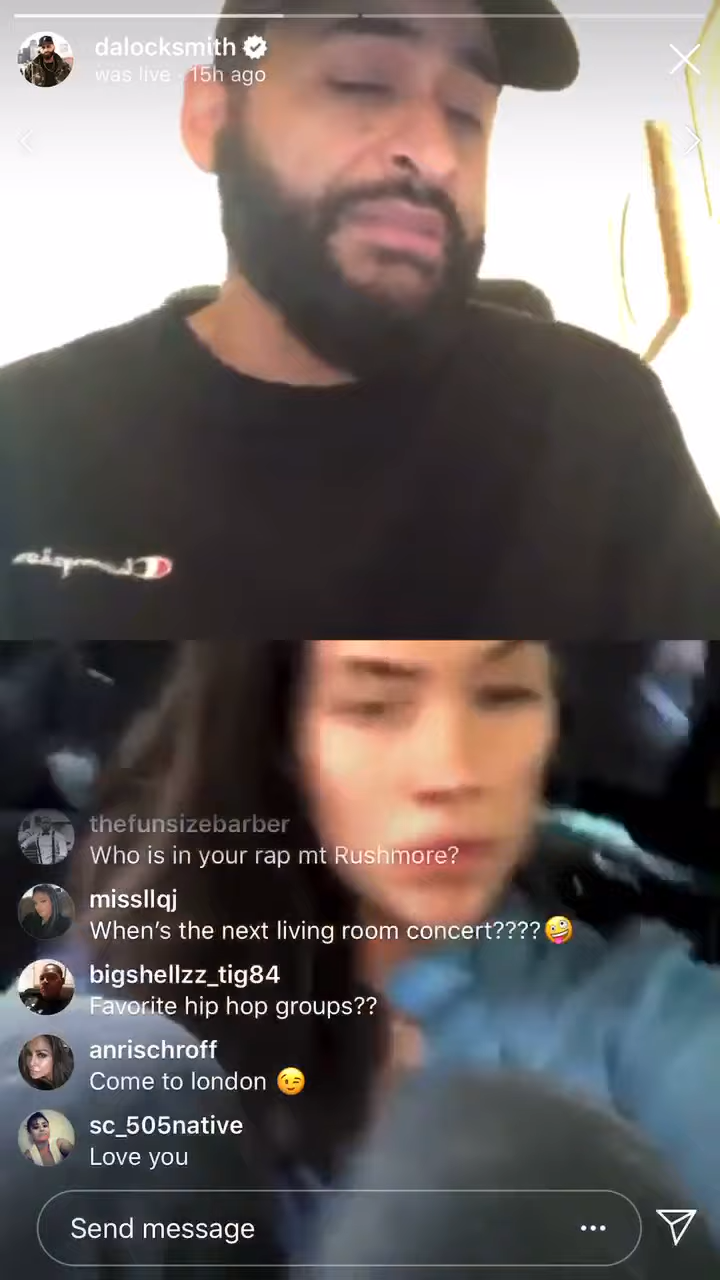 dalocksmith
was live · 15h ago
thefunsizebarber
Who is in your rap mt Rushmore?
missllqj
When's the next living room concert????🤪
bigshellzz_tig84
Favorite hip hop groups??
anrischroff
Come to london 😉
sc_505native
Love you
Send message